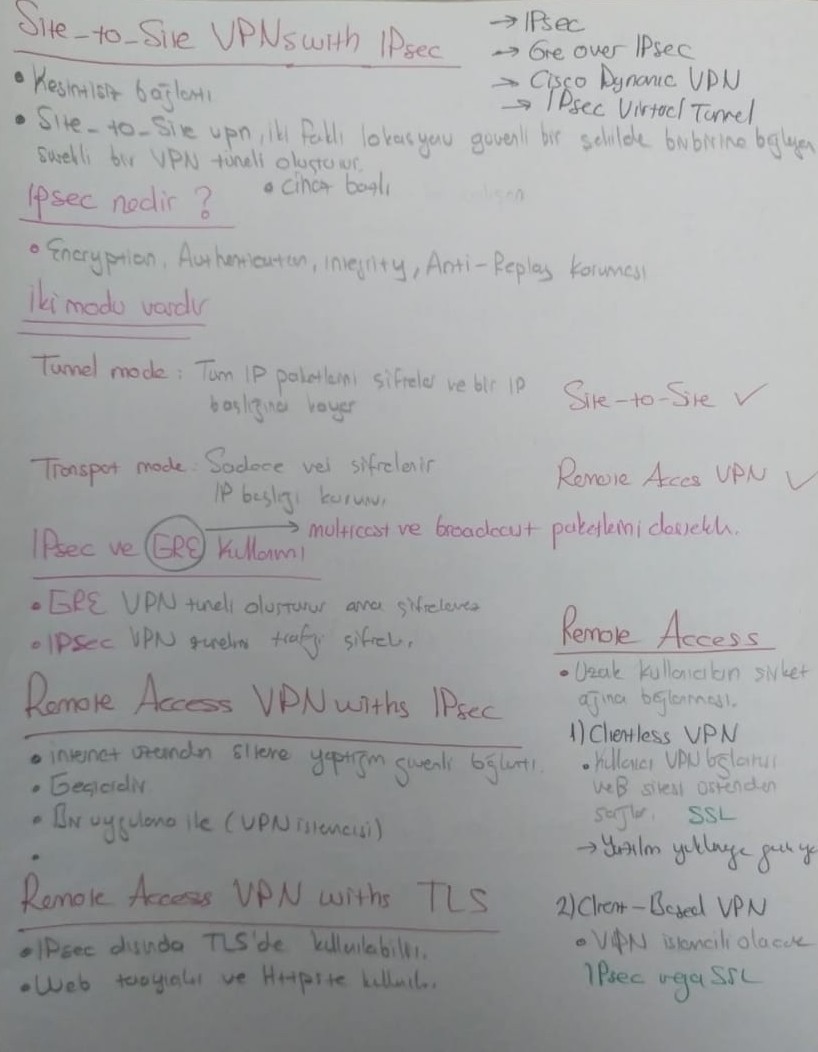 Site-to-Site VPNs with IPsec
→ IPsec
→ Gre over IPsec
→ Cisco Dynamic VPN
→ IPsec Virtual Tunnel
• Kesintisiz bağlantı
• Site-to-Site vpn, iki farklı lokasyonu güvenli bir şekilde birbirine bağlayan
sürekli bir VPN tüneli oluşturur.
• cihaz bağlı
IPsec nedir ?
• Encryption, Authentication, integrity, Anti-Replay koruması
iki modu vardır
Tunnel mode : Tüm IP paketlerini şifreler ve bir IP
başlığına koyar
Site-to-Site ✓
Transport mode : Sadece veri şifrelenir
IP başlığı korunur.
Remote Acces VPN ✓
IPsec ve GRE kullanımı → multicast ve broadcast paketlerini destekler.
• GRE VPN tüneli oluşturur ama şifrelemez
• IPsec VPN trafiği şifreler.
Remote Access VPN withs IPsec
• internet üzerinden siteme yaptığım güvenli bağlantı.
• Geçicidir
• Bir uygulama ile (VPN istemcisi)
•
Remote Access VPN withs TLS
• IPsec dışında TLS'de kullanılabilir.
• Web tarayıcıları ve Https'te kullanılır.
Remote Access
• Uzak kullanıcıların şirket
ağına bağlanması.
1) Clientless VPN
• kullanıcı VPN bağlantısı
web sitesi üzerinden
sağlar. SSL
→ Yazılım yüklemeye gerek yo
2) Client-Based VPN
• VPN istemcili olacak
IPsec veya SSL